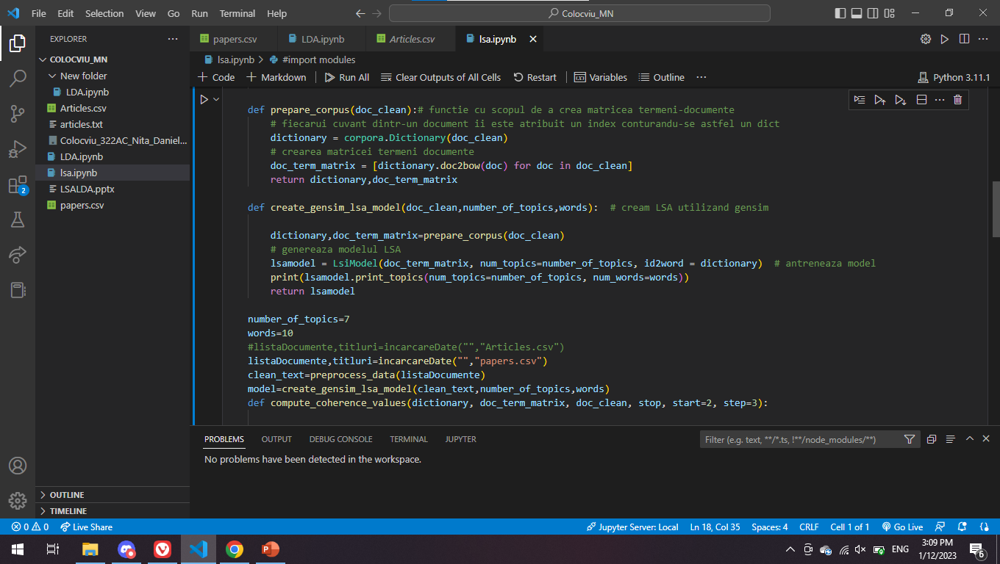 File Edit Selection View Go Run Terminal Help
Colocviu_MN
EXPLORER
papers.csv LDA.ipynb Articles.csv lsa.ipynb
COLOCVIU_MN
New folder
LDA.ipynb
Articles.csv
articles.txt
Colocviu_322AC_Nita_Daniel...
LDA.ipynb
lsa.ipynb
LSALDA.pptx
papers.csv
2
OUTLINE
TIMELINE
lsa.ipynb > #import modules
+ Code + Markdown Run All Clear Outputs of All Cells Restart Variables Outline ... Python 3.11.1
def prepare_corpus(doc_clean):# functie cu scopul de a crea matricea termeni-documente
# fiecarui cuvant dintr-un document ii este atribuit un index conturandu-se astfel un dict
dictionary = corpora.Dictionary(doc_clean)
# crearea matricei termeni documente
doc_term_matrix = [dictionary.doc2bow(doc) for doc in doc_clean]
return dictionary,doc_term_matrix
def create_gensim_lsa_model(doc_clean,number_of_topics,words):  # cream LSA utilizand gensim
dictionary,doc_term_matrix=prepare_corpus(doc_clean)
# genereaza modelul LSA
lsamodel = LsiModel(doc_term_matrix, num_topics=number_of_topics, id2word = dictionary)  # antreneaza model
print(lsamodel.print_topics(num_topics=number_of_topics, num_words=words))
return lsamodel
number_of_topics=7
words=10
#listaDocumente,titluri=incarcareDate("","Articles.csv")
listaDocumente,titluri=incarcareDate("","papers.csv")
clean_text=preprocess_data(listaDocumente)
model=create_gensim_lsa_model(clean_text,number_of_topics,words)
def compute_coherence_values(dictionary, doc_term_matrix, doc_clean, stop, start=2, step=3):
PROBLEMS OUTPUT DEBUG CONSOLE TERMINAL JUPYTER
Filter (e.g. text, **/*.ts, !**/node_modules/**)
No problems have been detected in the workspace.
0 0 Live Share
Jupyter Server: Local Ln 18, Col 35 Spaces: 4 CRLF Cell 1 of 1 Go Live
ENG
3:09 PM
1/12/2023
6